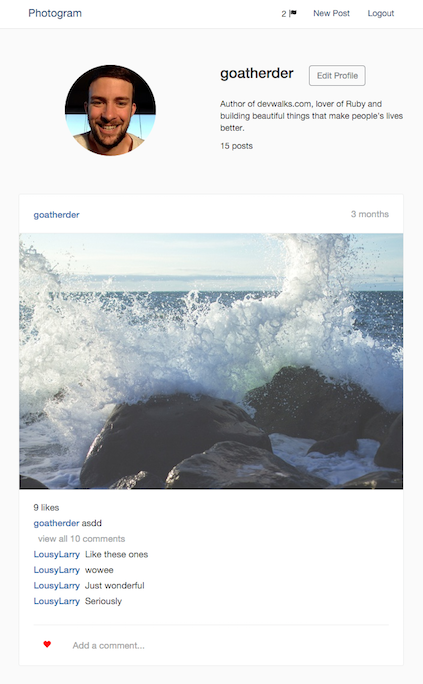 Photogram 2 New Post Logout
goatherder Edit Profile
Author of devwalks.com, lover of Ruby and
building beautiful things that make people's lives
better.
15 posts
goatherder 3 months
9 likes
goatherder asdd
view all 10 comments
LousyLarry Like these ones
LousyLarry wowee
LousyLarry Just wonderful
LousyLarry Seriously
Add a comment...